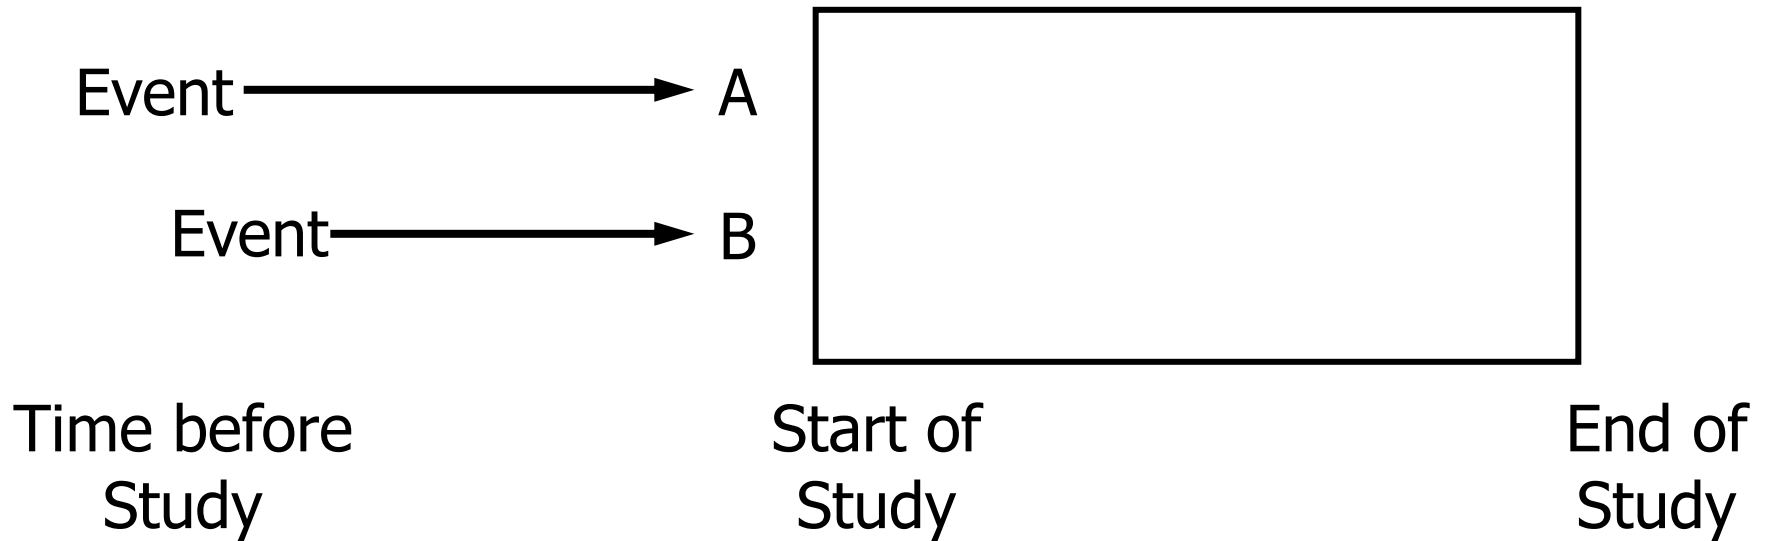 Event A
Event B
Time before Study
Start of Study
End of Study